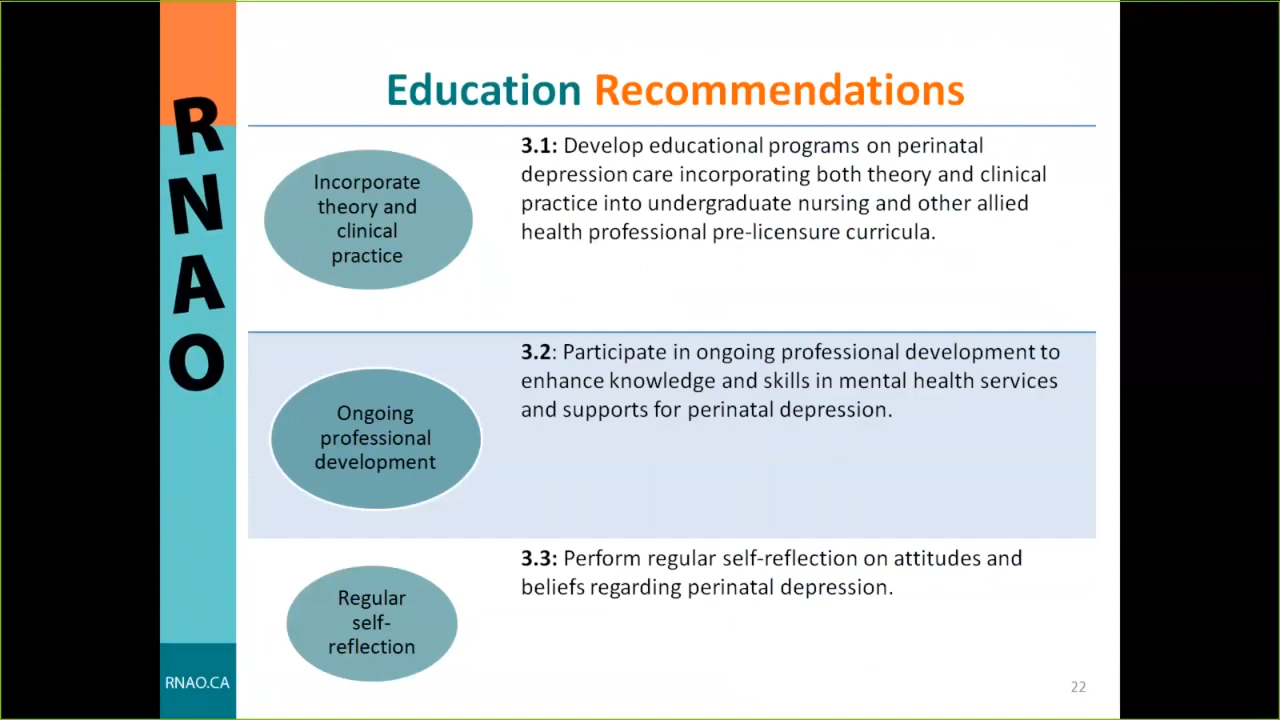 RNAO
Education Recommendations
Incorporate
theory and
clinical
practice
3.1: Develop educational programs on perinatal
depression care incorporating both theory and clinical
practice into undergraduate nursing and other allied
health professional pre-licensure curricula.
Ongoing
professional
development
3.2: Participate in ongoing professional development to
enhance knowledge and skills in mental health services
and supports for perinatal depression.
Regular
self-
reflection
3.3: Perform regular self-reflection on attitudes and
beliefs regarding perinatal depression.
RNAO.CA
22